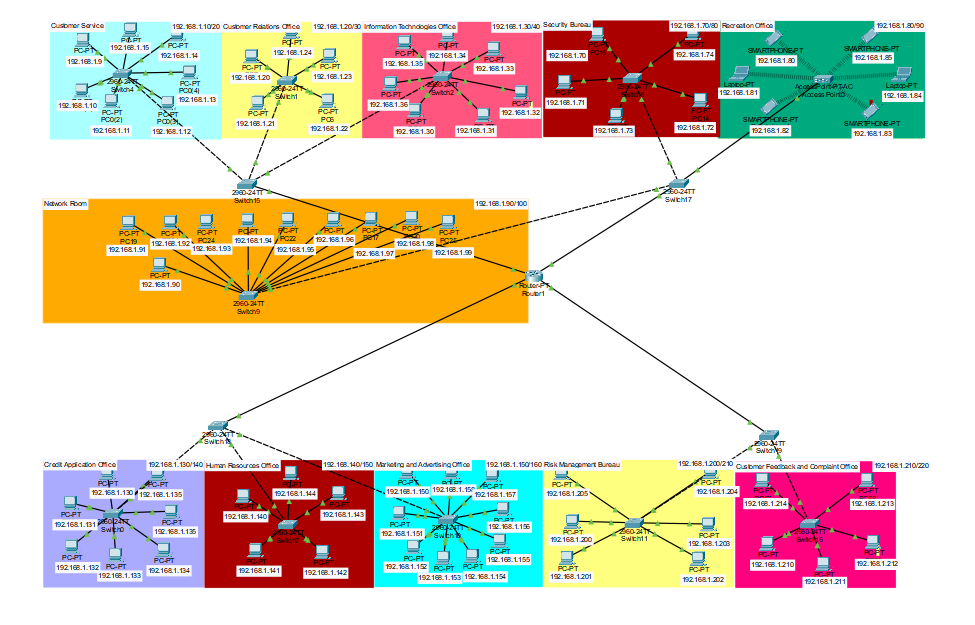 Customer Service
192.168.1.10/20
PC-PT
192.168.1.15
PC-PT
192.168.1.14
PC-PT
192.168.1.9
2960-24TT
Switch4
PC-PT
PC0(4)
192.168.1.13
PC-PT
192.168.1.10
PC-PT
PC0(2)
192.168.1.11
PC-PT
192.168.1.12
Customer Relations Office
192.168.1.20/30
PC-PT
192.168.1.24
PC-PT
192.168.1.20
PC-PT
192.168.1.23
2960-24TT
Switch1
PC-PT
192.168.1.21
PC-PT
192.168.1.22
Information Technologies Office
192.168.1.30/40
PC-PT
192.168.1.35
PC-PT
192.168.1.34
PC-PT
192.168.1.33
2960-24TT
Switch2
PC-PT
192.168.1.36
PC-PT
192.168.1.32
PC-PT
192.168.1.30
PC-PT
192.168.1.31
Security Bureau
192.168.1.70/80
192.168.1.70
PC-PT
192.168.1.74
2960-24TT
PC-PT
192.168.1.71
192.168.1.72
PC-PT
192.168.1.73
Recreation Office
192.168.1.80/90
SMARTPHONE-PT
192.168.1.80
SMARTPHONE-PT
192.168.1.85
Laptop-PT
192.168.1.81
AccessPoint-PT-AC
Access Point0
Laptop-PT
192.168.1.84
SMARTPHONE-PT
192.168.1.82
SMARTPHONE-PT
192.168.1.83
2960-24TT
Switch15
2960-24TT
Switch17
Network Room
192.168.1.90/100
PC-PT
PC19
192.168.1.91
PC-PT
192.168.1.92
PC-PT
PC24
192.168.1.93
PC-PT
192.168.1.94
PC-PT
PC22
192.168.1.95
PC-PT
192.168.1.96
PC-PT
PC17
192.168.1.97
PC-PT
192.168.1.98
PC-PT
PC25
192.168.1.99
PC-PT
192.168.1.90
2960-24TT
Switch9
Router-PT
Router1
2960-24TT
2960-24TT
Credit Application Office
192.168.1.130/140
192.168.1.130
192.168.1.135
PC-PT
192.168.1.131
2960-24TT
Switch0
PC-PT
192.168.1.135
PC-PT
192.168.1.132
PC-PT
192.168.1.133
PC-PT
192.168.1.134
Human Resources Office
192.168.140/150
PC-PT
192.168.1.144
PC-PT
192.168.1.140
PC-PT
192.168.1.143
2960-24TT
PC-PT
192.168.1.141
PC-PT
192.168.1.142
Marketing and Advertising Office
192.168.1.150/160
192.168.1.150
192.168.1.157
PC-PT
192.168.1.151
2960-24TT
PC-PT
192.168.1.156
PC-PT
192.168.1.152
PC-PT
192.168.1.153
PC-PT
192.168.1.154
PC-PT
192.168.1.155
Risk Management Bureau
192.168.1.200/210
PC-PT
192.168.1.205
PC-PT
192.168.1.204
PC-PT
192.168.1.200
2960-24TT
Switch11
PC-PT
192.168.1.203
PC-PT
192.168.1.201
PC-PT
192.168.1.202
Customer Feedback and Complaint Office
192.168.1.210/220
PC-PT
192.168.1.214
PC-PT
192.168.1.213
2960-24TT
PC-PT
192.168.1.210
PC-PT
192.168.1.211
PC-PT
192.168.1.212